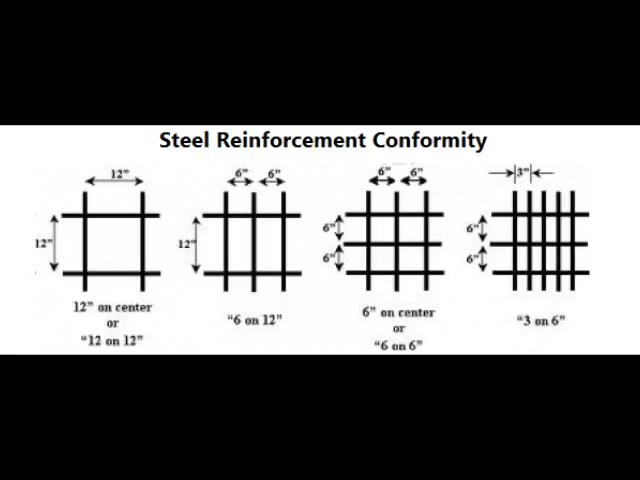 Steel Reinforcement Conformity
12"
12"
12" on center
or
"12 on 12"
6" 6"
12"
"6 on 12"
6" 6"
6"
6"
6" on center
or
"6 on 6"
3"
6"
6"
"3 on 6"